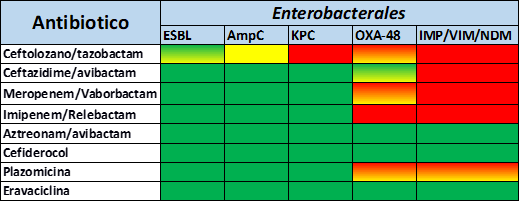 Antibiotico Enterobacterales
ESBL AmpC KPC OXA-48 IMP/VIM/NDM
Ceftolozano/tazobactam
Ceftazidime/avibactam
Meropenem/Vaborbactam
Imipenem/Relebactam
Aztreonam/avibactam
Cefiderocol
Plazomicina
Eravaciclina